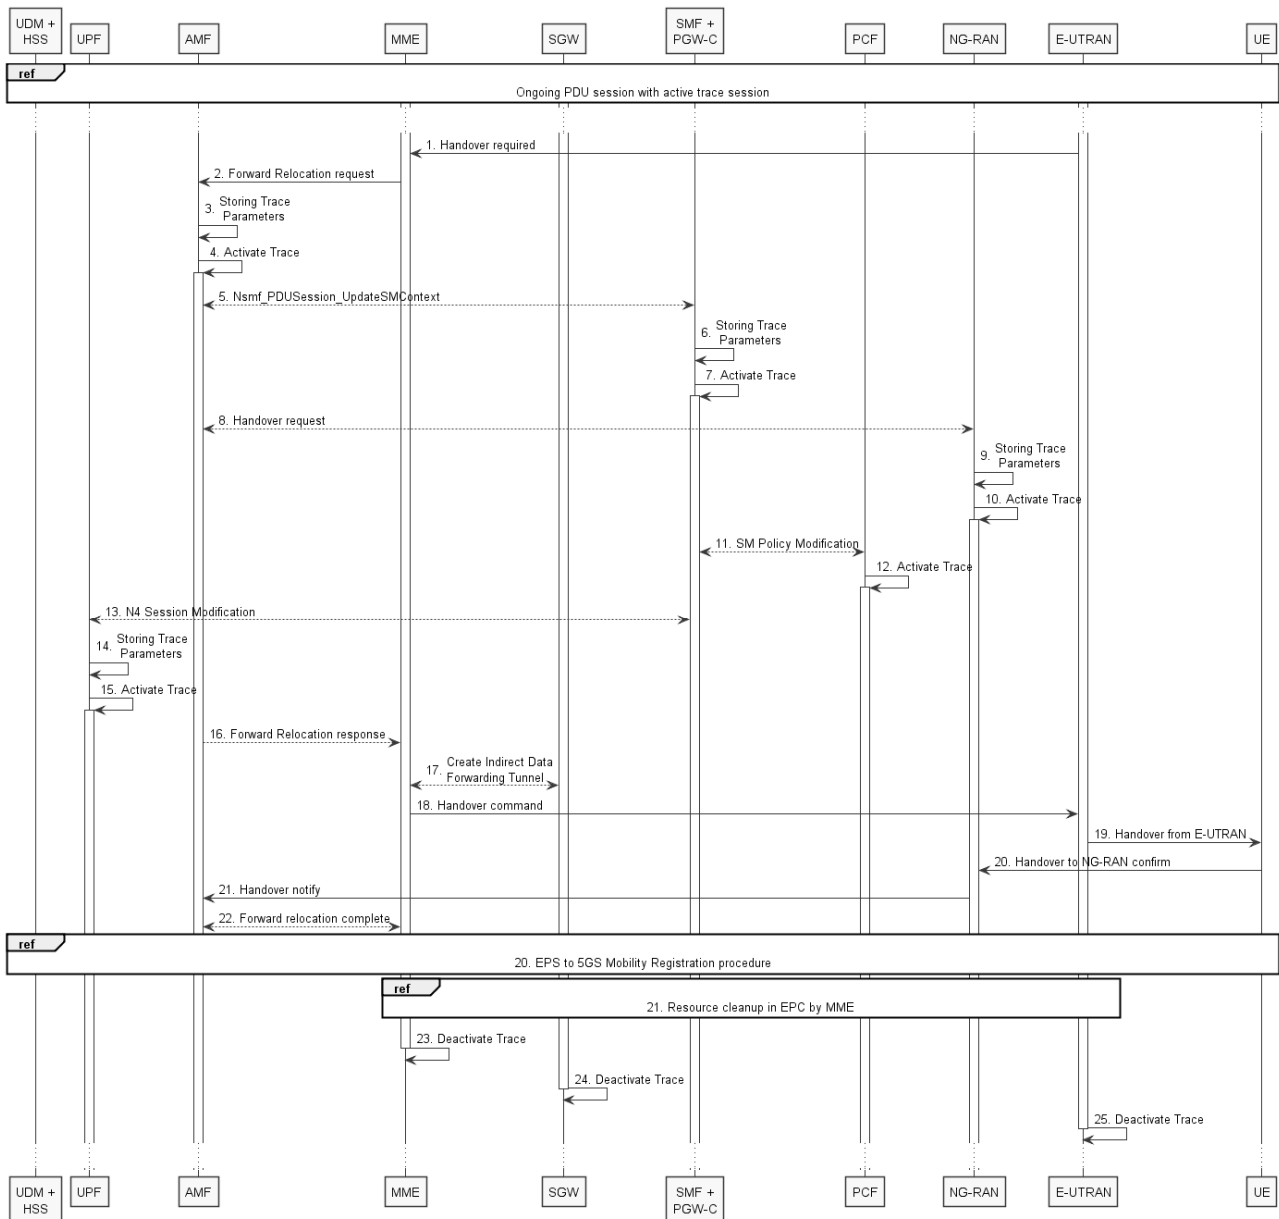 UDM +
HSS
UPF
AMF
MME
SGW
SMF +
PGW-C
PCF
NG-RAN
E-UTRAN
UE
ref
Ongoing PDU session with active trace session
1. Handover required
2. Forward Relocation request
3. Storing Trace
Parameters
4. Activate Trace
5. Nsmf_PDUSession_UpdateSMContext
6. Storing Trace
Parameters
7. Activate Trace
8. Handover request
9. Storing Trace
Parameters
10. Activate Trace
11. SM Policy Modification
12. Activate Trace
13. N4 Session Modification
14. Storing Trace
Parameters
15. Activate Trace
16. Forward Relocation response
17. Create Indirect Data
Forwarding Tunnel
18. Handover command
19. Handover from E-UTRAN
20. Handover to NG-RAN confirm
21. Handover notify
22. Forward relocation complete
ref
20. EPS to 5GS Mobility Registration procedure
ref
21. Resource cleanup in EPC by MME
23. Deactivate Trace
24. Deactivate Trace
25. Deactivate Trace
UDM +
HSS
UPF
AMF
MME
SGW
SMF +
PGW-C
PCF
NG-RAN
E-UTRAN
UE